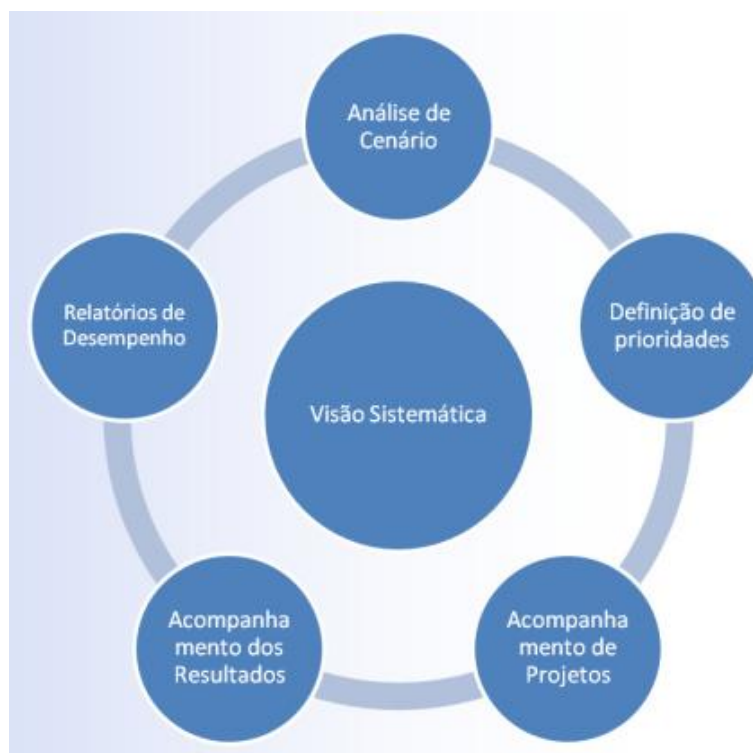 Análise de
Cenário
Definição de
prioridades
Relatórios de
Desempenho
Visão Sistemática
Acompanha
mento dos
Resultados
Acompanha
mento de
Projetos